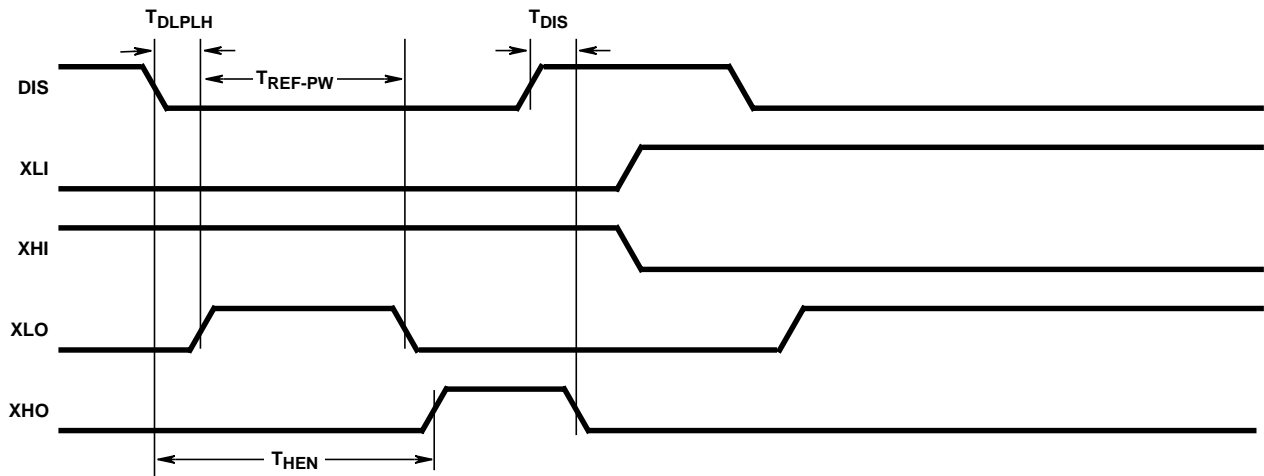 TDLPLH
TDIS
TREF-PW
DIS
XLI
XHI
XLO
XHO
THEN